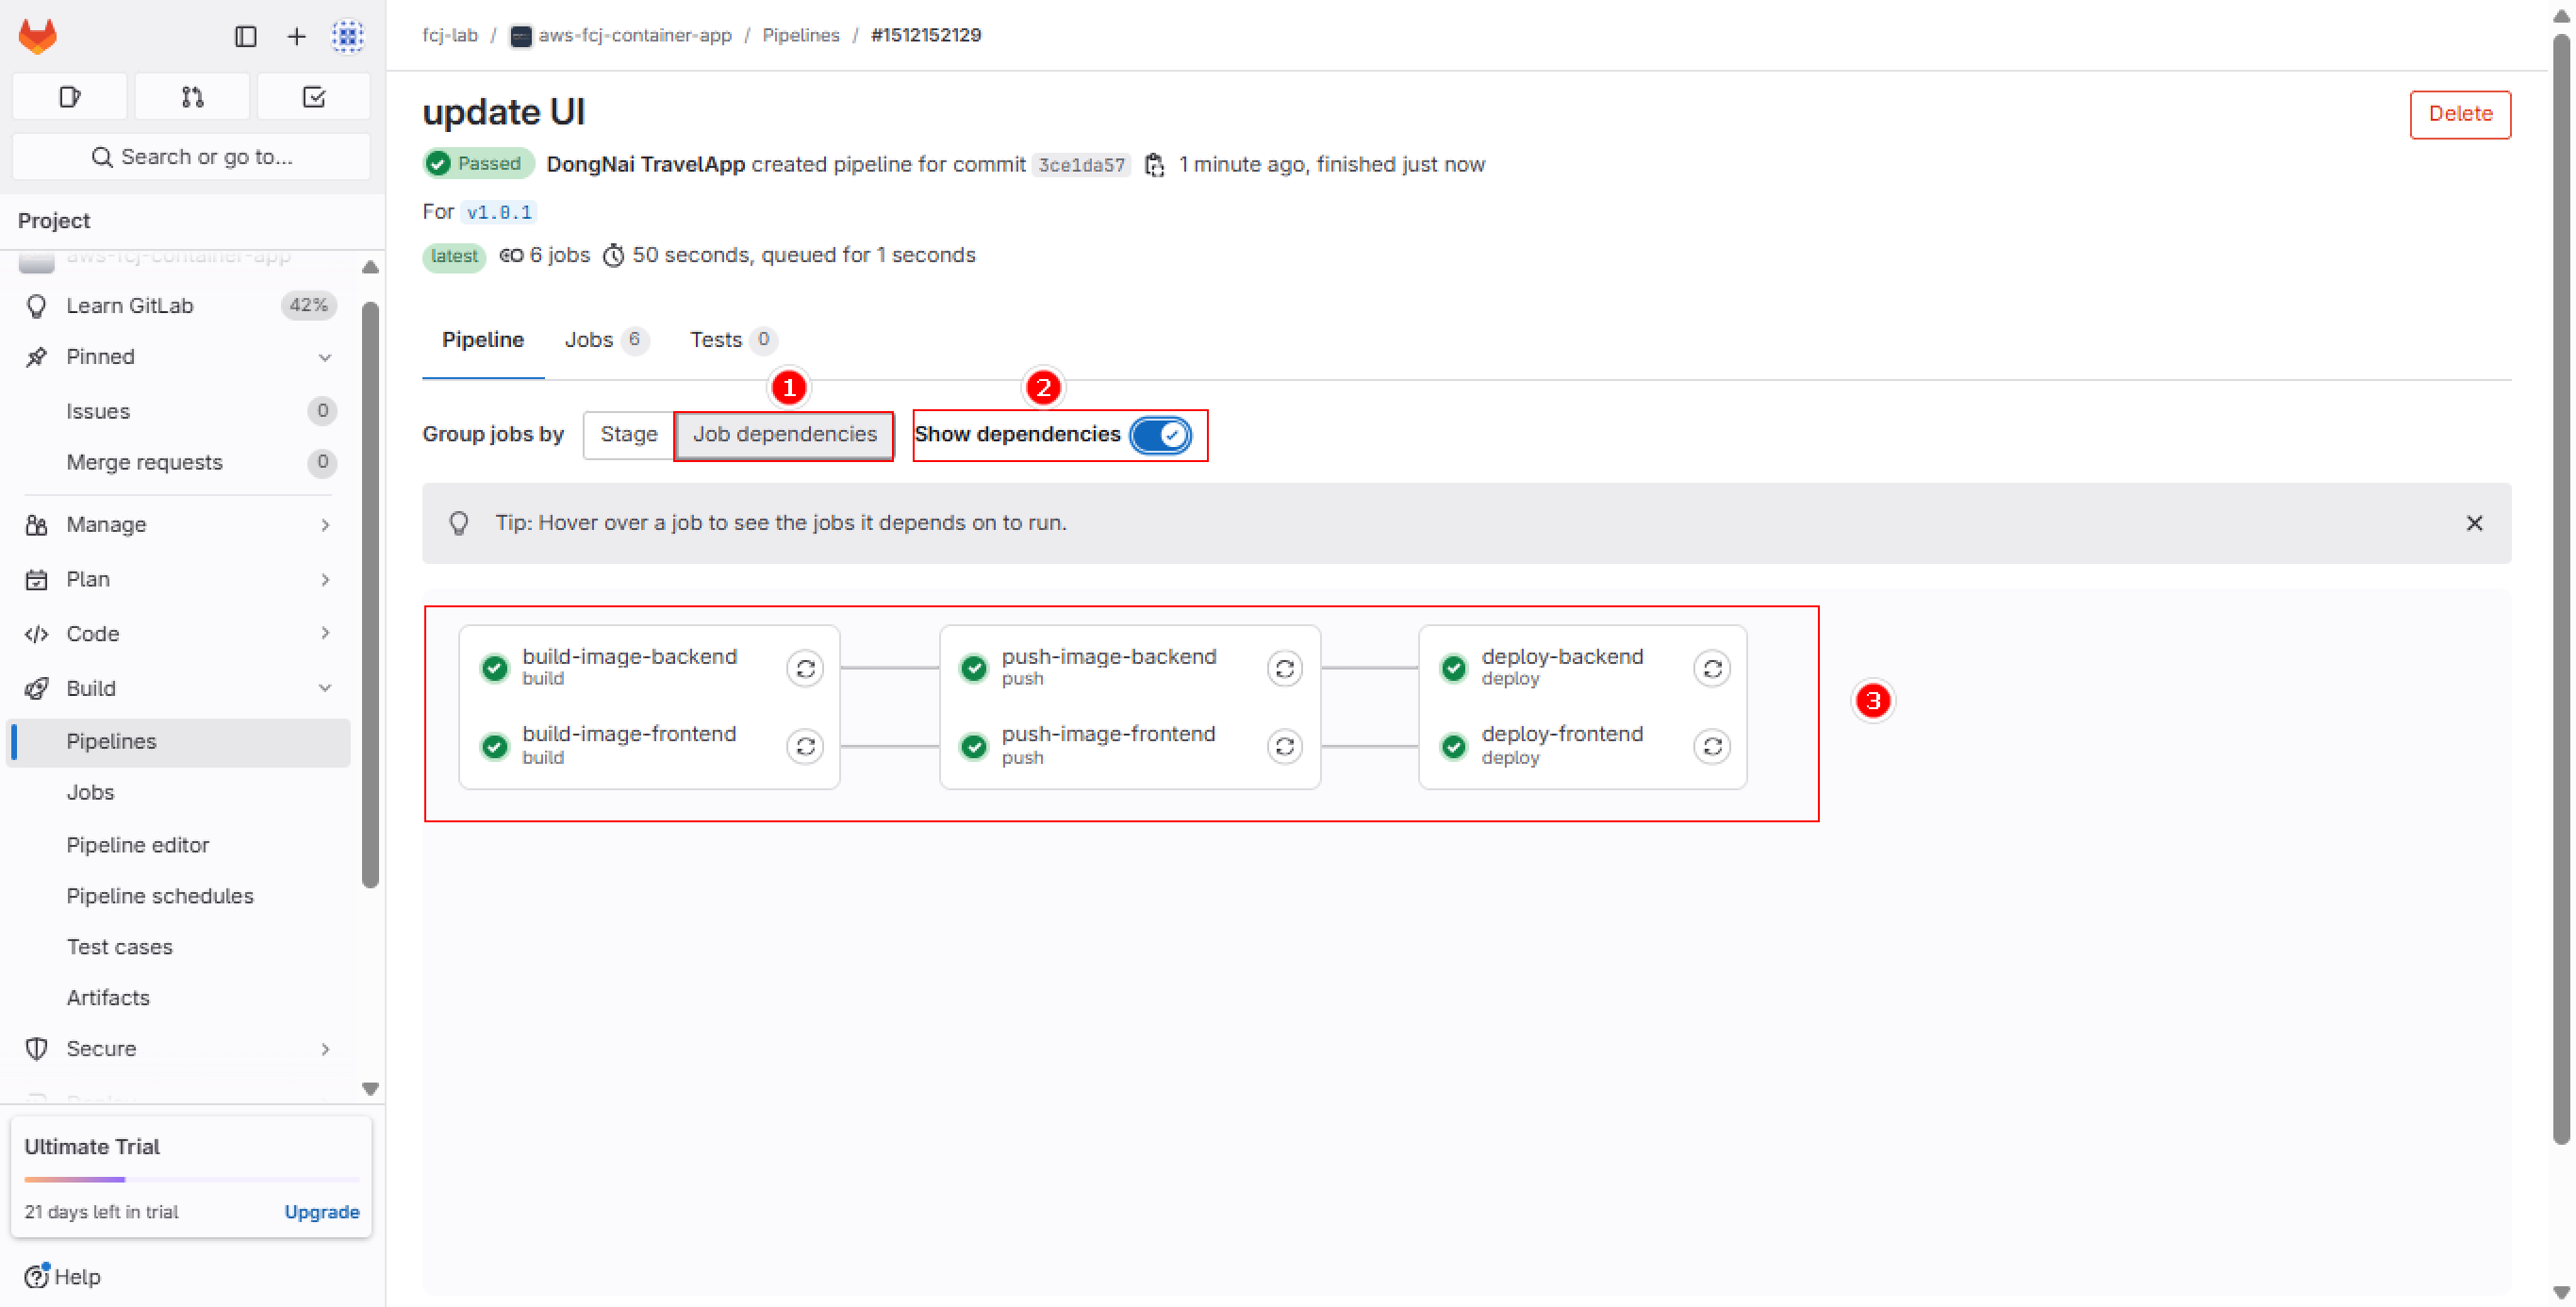 fcj-lab / aws-fcj-container-app / Pipelines / #1512152129
Search or go to...
Project
aws-fcj-container-app
Learn GitLab 42%
Pinned
Issues 0
Merge requests 0
Manage
Plan
Code
Build
Pipelines
Jobs
Pipeline editor
Pipeline schedules
Test cases
Artifacts
Secure
Deploy
Ultimate Trial
21 days left in trial Upgrade
Help
update UI
Delete
Passed DongNai TravelApp created pipeline for commit 3ce1da57 1 minute ago, finished just now
For v1.0.1
latest 6 jobs 50 seconds, queued for 1 seconds
Pipeline Jobs 6 Tests 0
1 2
Group jobs by Stage Job dependencies Show dependencies
Tip: Hover over a job to see the jobs it depends on to run.
build-image-backend
build
build-image-frontend
build
push-image-backend
push
push-image-frontend
push
deploy-backend
deploy
deploy-frontend
deploy
3